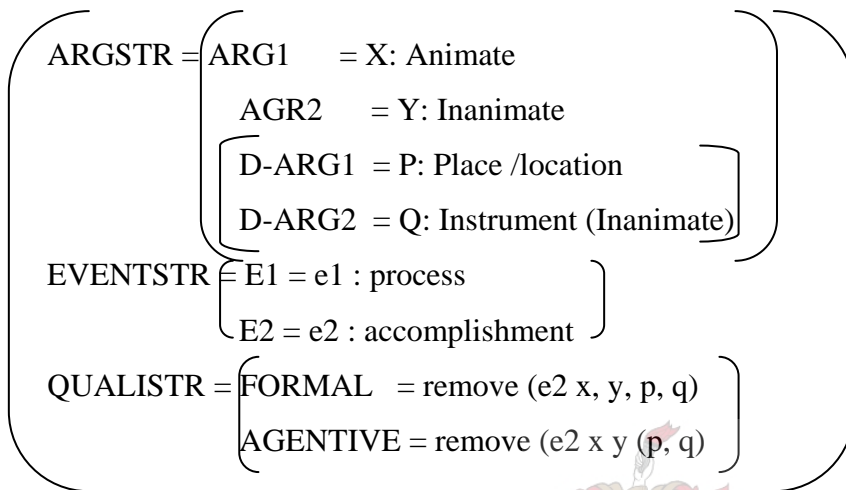 ARGSTR = ARG1 = X: Animate
AGR2 = Y: Inanimate
D-ARG1 = P: Place /location
D-ARG2 = Q: Instrument (Inanimate)
EVENTSTR = E1 = e1 : process
E2 = e2 : accomplishment
QUALISTR = FORMAL = remove (e2 x, y, p, q)
AGENTIVE = remove (e2 x y (p, q)